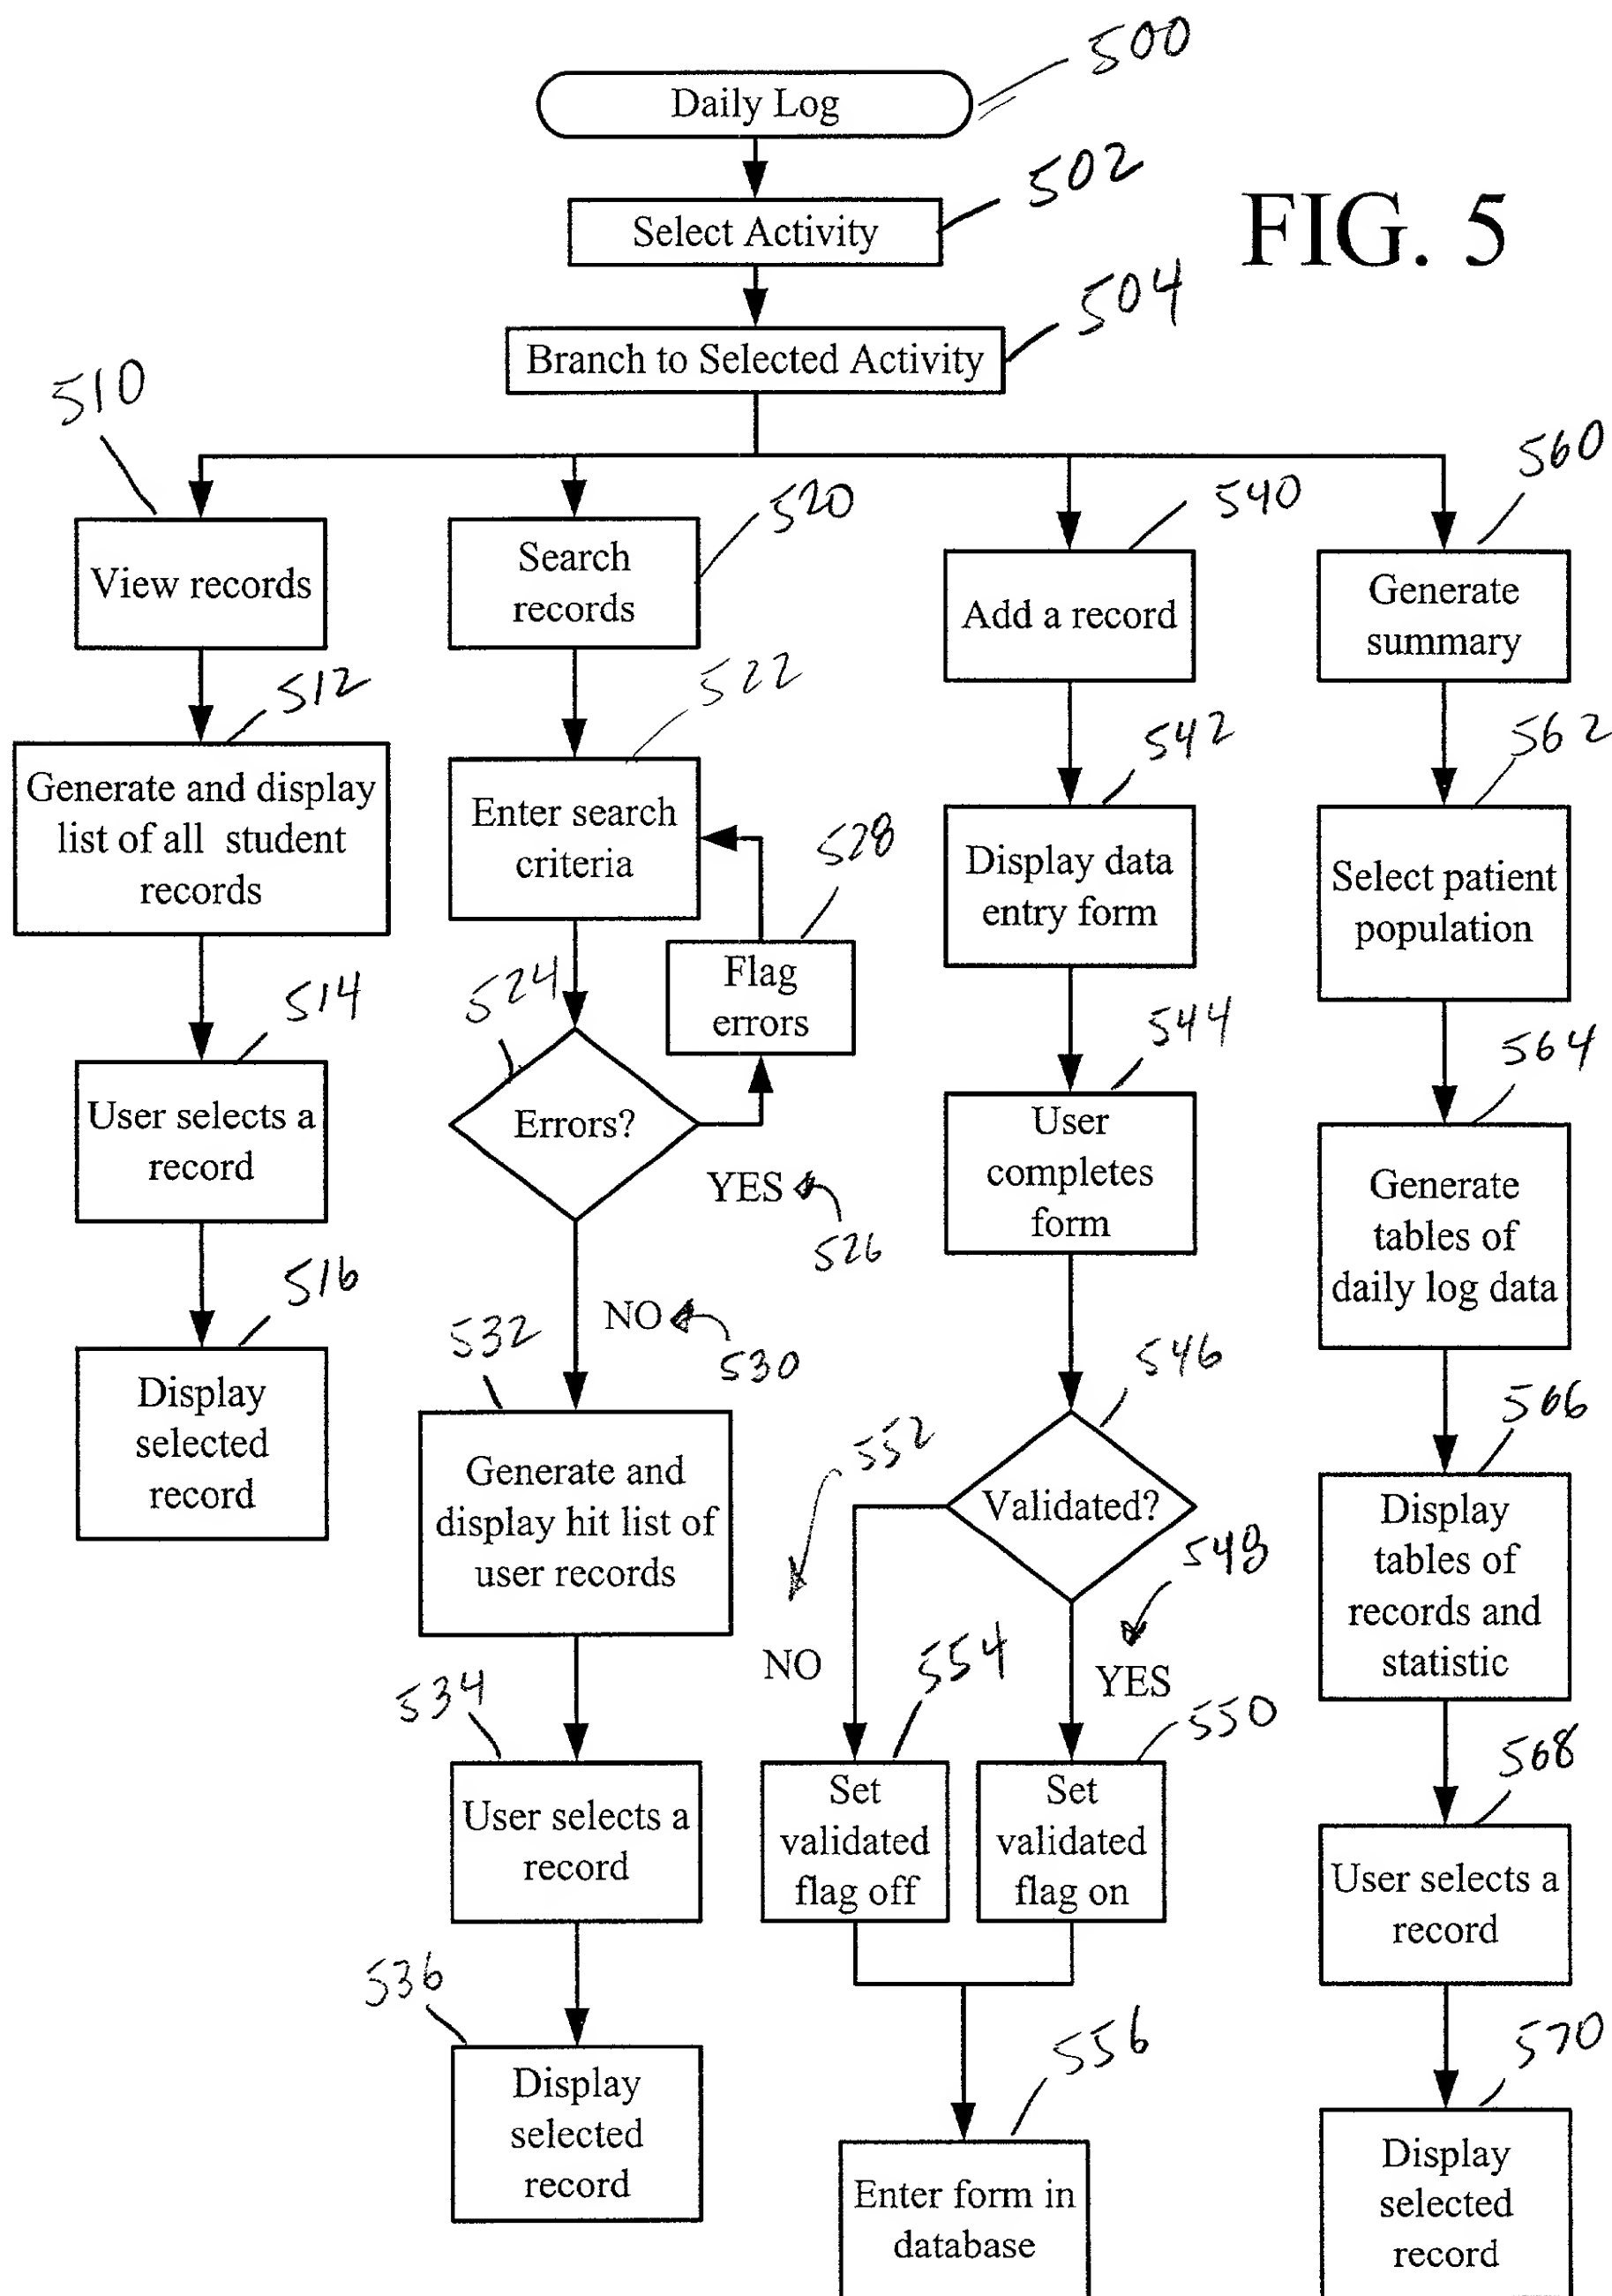 500
Daily Log
502
FIG. 5
Select Activity
504
Branch to Selected Activity
510
View records
512
Generate and display
list of all student
records
514
User selects a
record
516
Display
selected
record
520
Search
records
522
Enter search
criteria
528
Flag
errors
524
Errors?
YES
526
NO
530
532
Generate and
display hit list of
user records
534
User selects a
record
536
Display
selected
record
540
Add a record
542
Display data
entry form
544
User
completes
form
546
Validated?
552
NO
548
YES
554
Set
validated
flag off
550
Set
validated
flag on
556
Enter form in
database
560
Generate
summary
562
Select patient
population
564
Generate
tables of
daily log data
566
Display
tables of
records and
statistic
568
User selects a
record
570
Display
selected
record